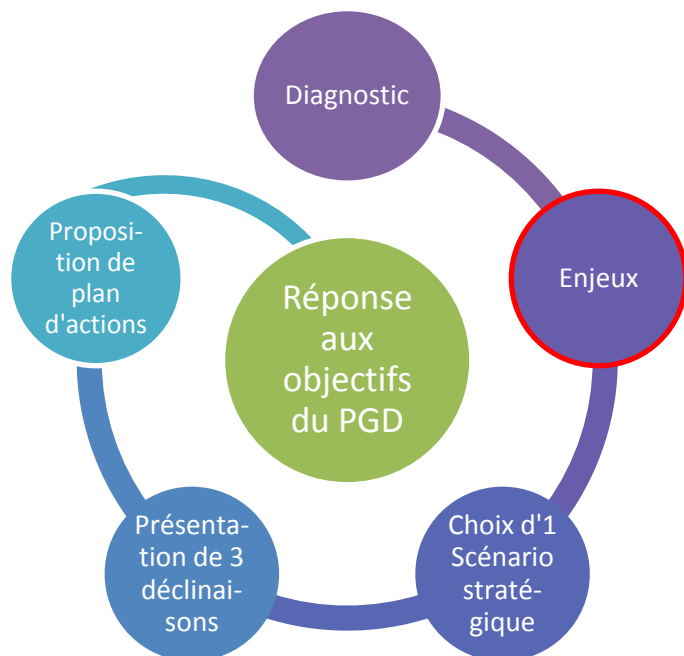 Diagnostic
Enjeux
Choix d'1
Scénario
straté-
gique
Présenta-
tion de 3
déclinai-
sons
Proposi-
tion de
plan
d'actions
Réponse
aux
objectifs
du PGD